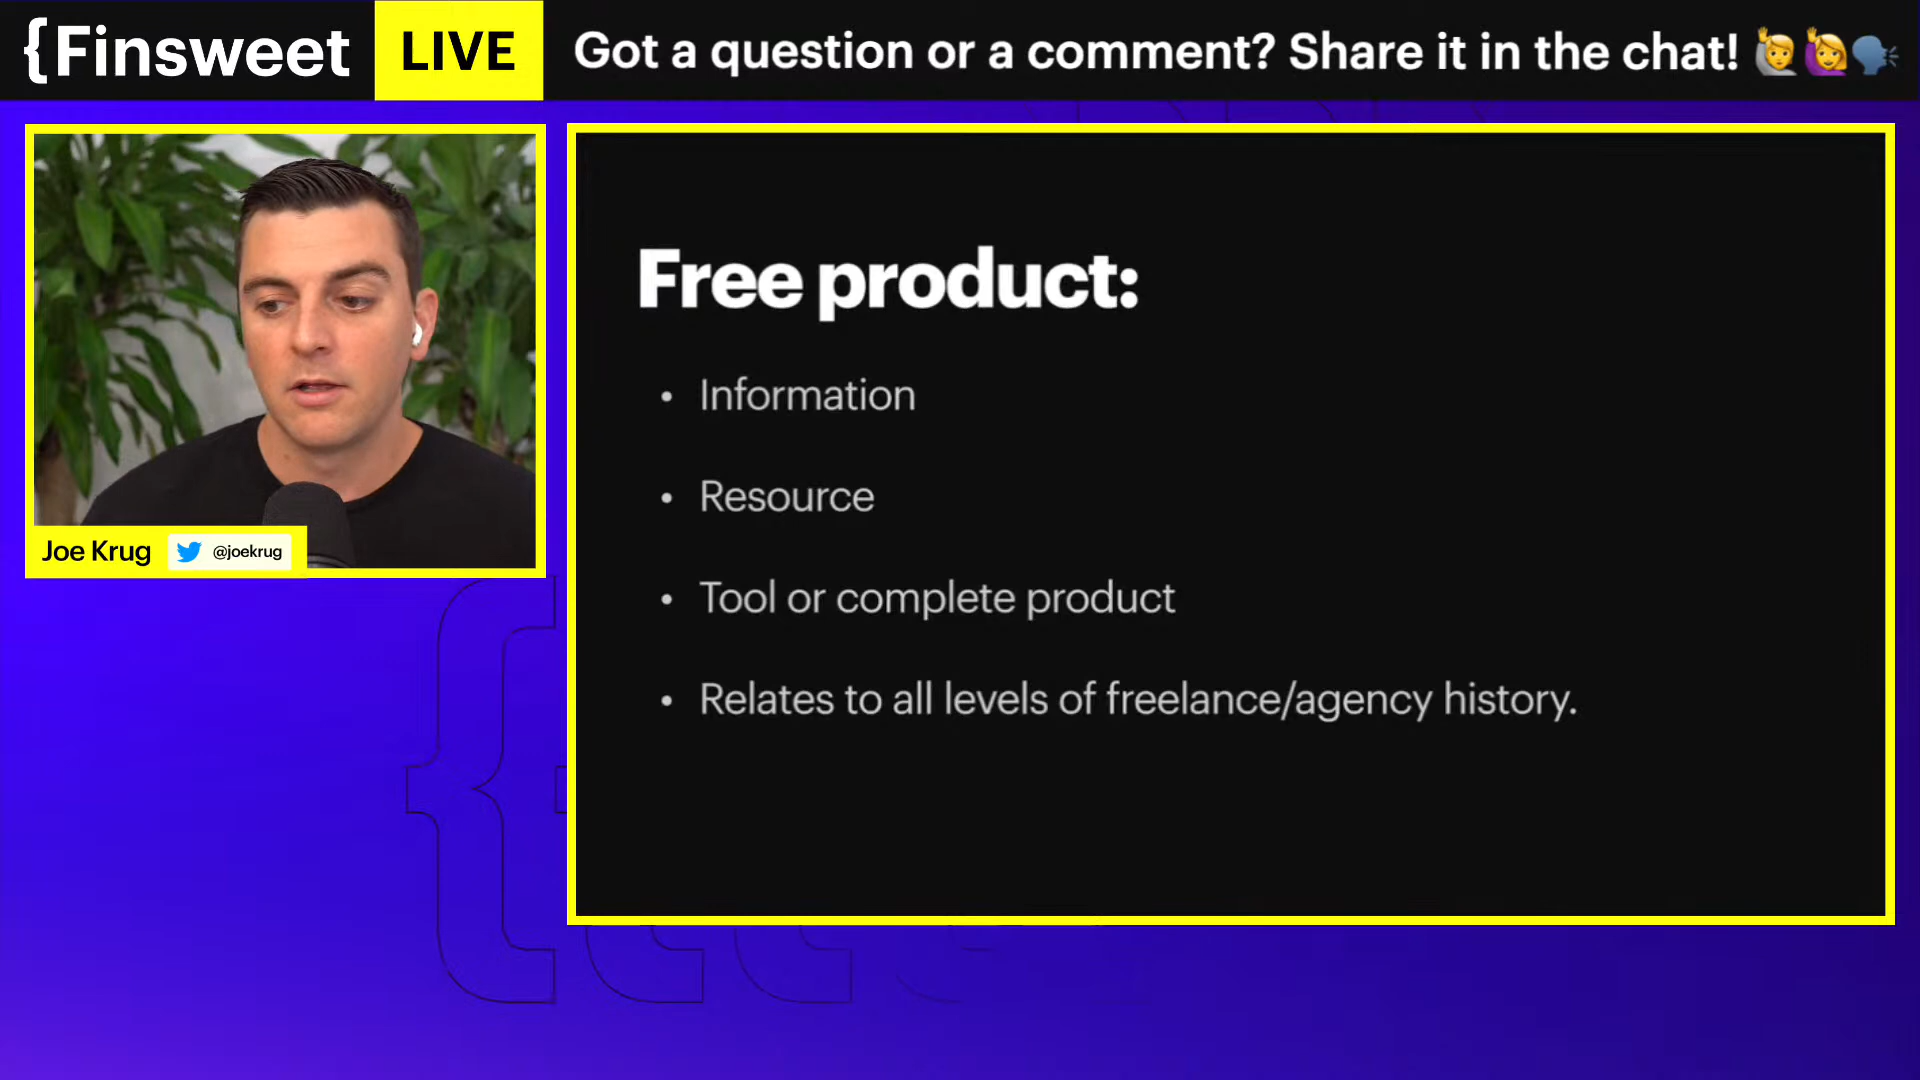 {Finsweet
LIVE
Got a question or a comment? Share it in the chat! 🙋‍♂️🙋‍♀️🗣️
Joe Krug
@joekrug
Free product:
• Information
• Resource
• Tool or complete product
• Relates to all levels of freelance/agency history.